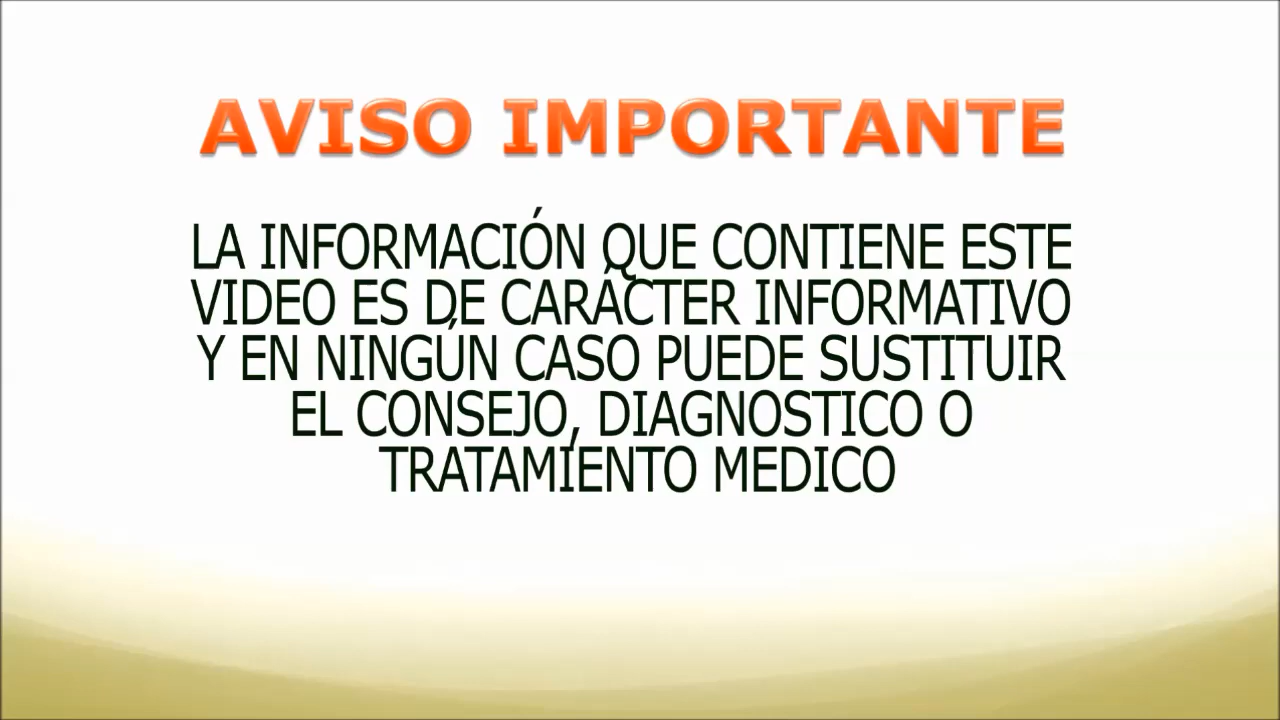 AVISO IMPORTANTE
LA INFORMACIÓN QUE CONTIENE ESTE
VIDEO ES DE CARÁCTER INFORMATIVO
Y EN NINGÚN CASO PUEDE SUSTITUIR
EL CONSEJO, DIAGNOSTICO O
TRATAMIENTO MEDICO